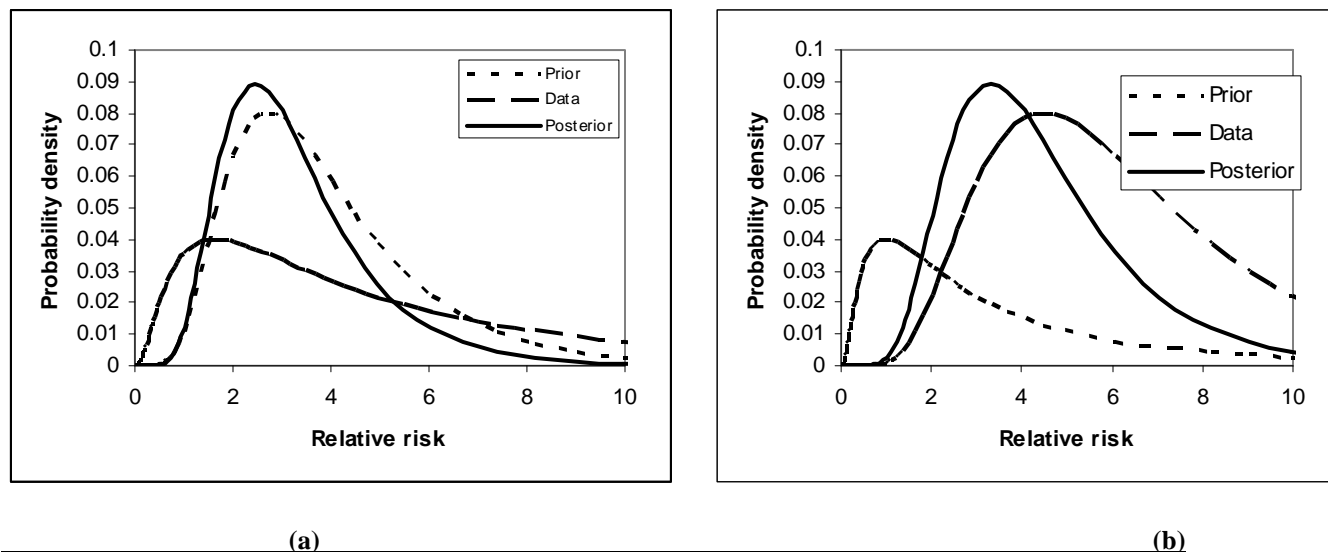 0.1
0.09
0.08
0.07
0.06
0.05
0.04
0.03
0.02
0.01
0
Probability density
0 2 4 6 8 10
Relative risk
Prior
Data
Posterior
(a)
0.1
0.09
0.08
0.07
0.06
0.05
0.04
0.03
0.02
0.01
0
Probability density
0 2 4 6 8 10
Relative risk
Prior
Data
Posterior
(b)